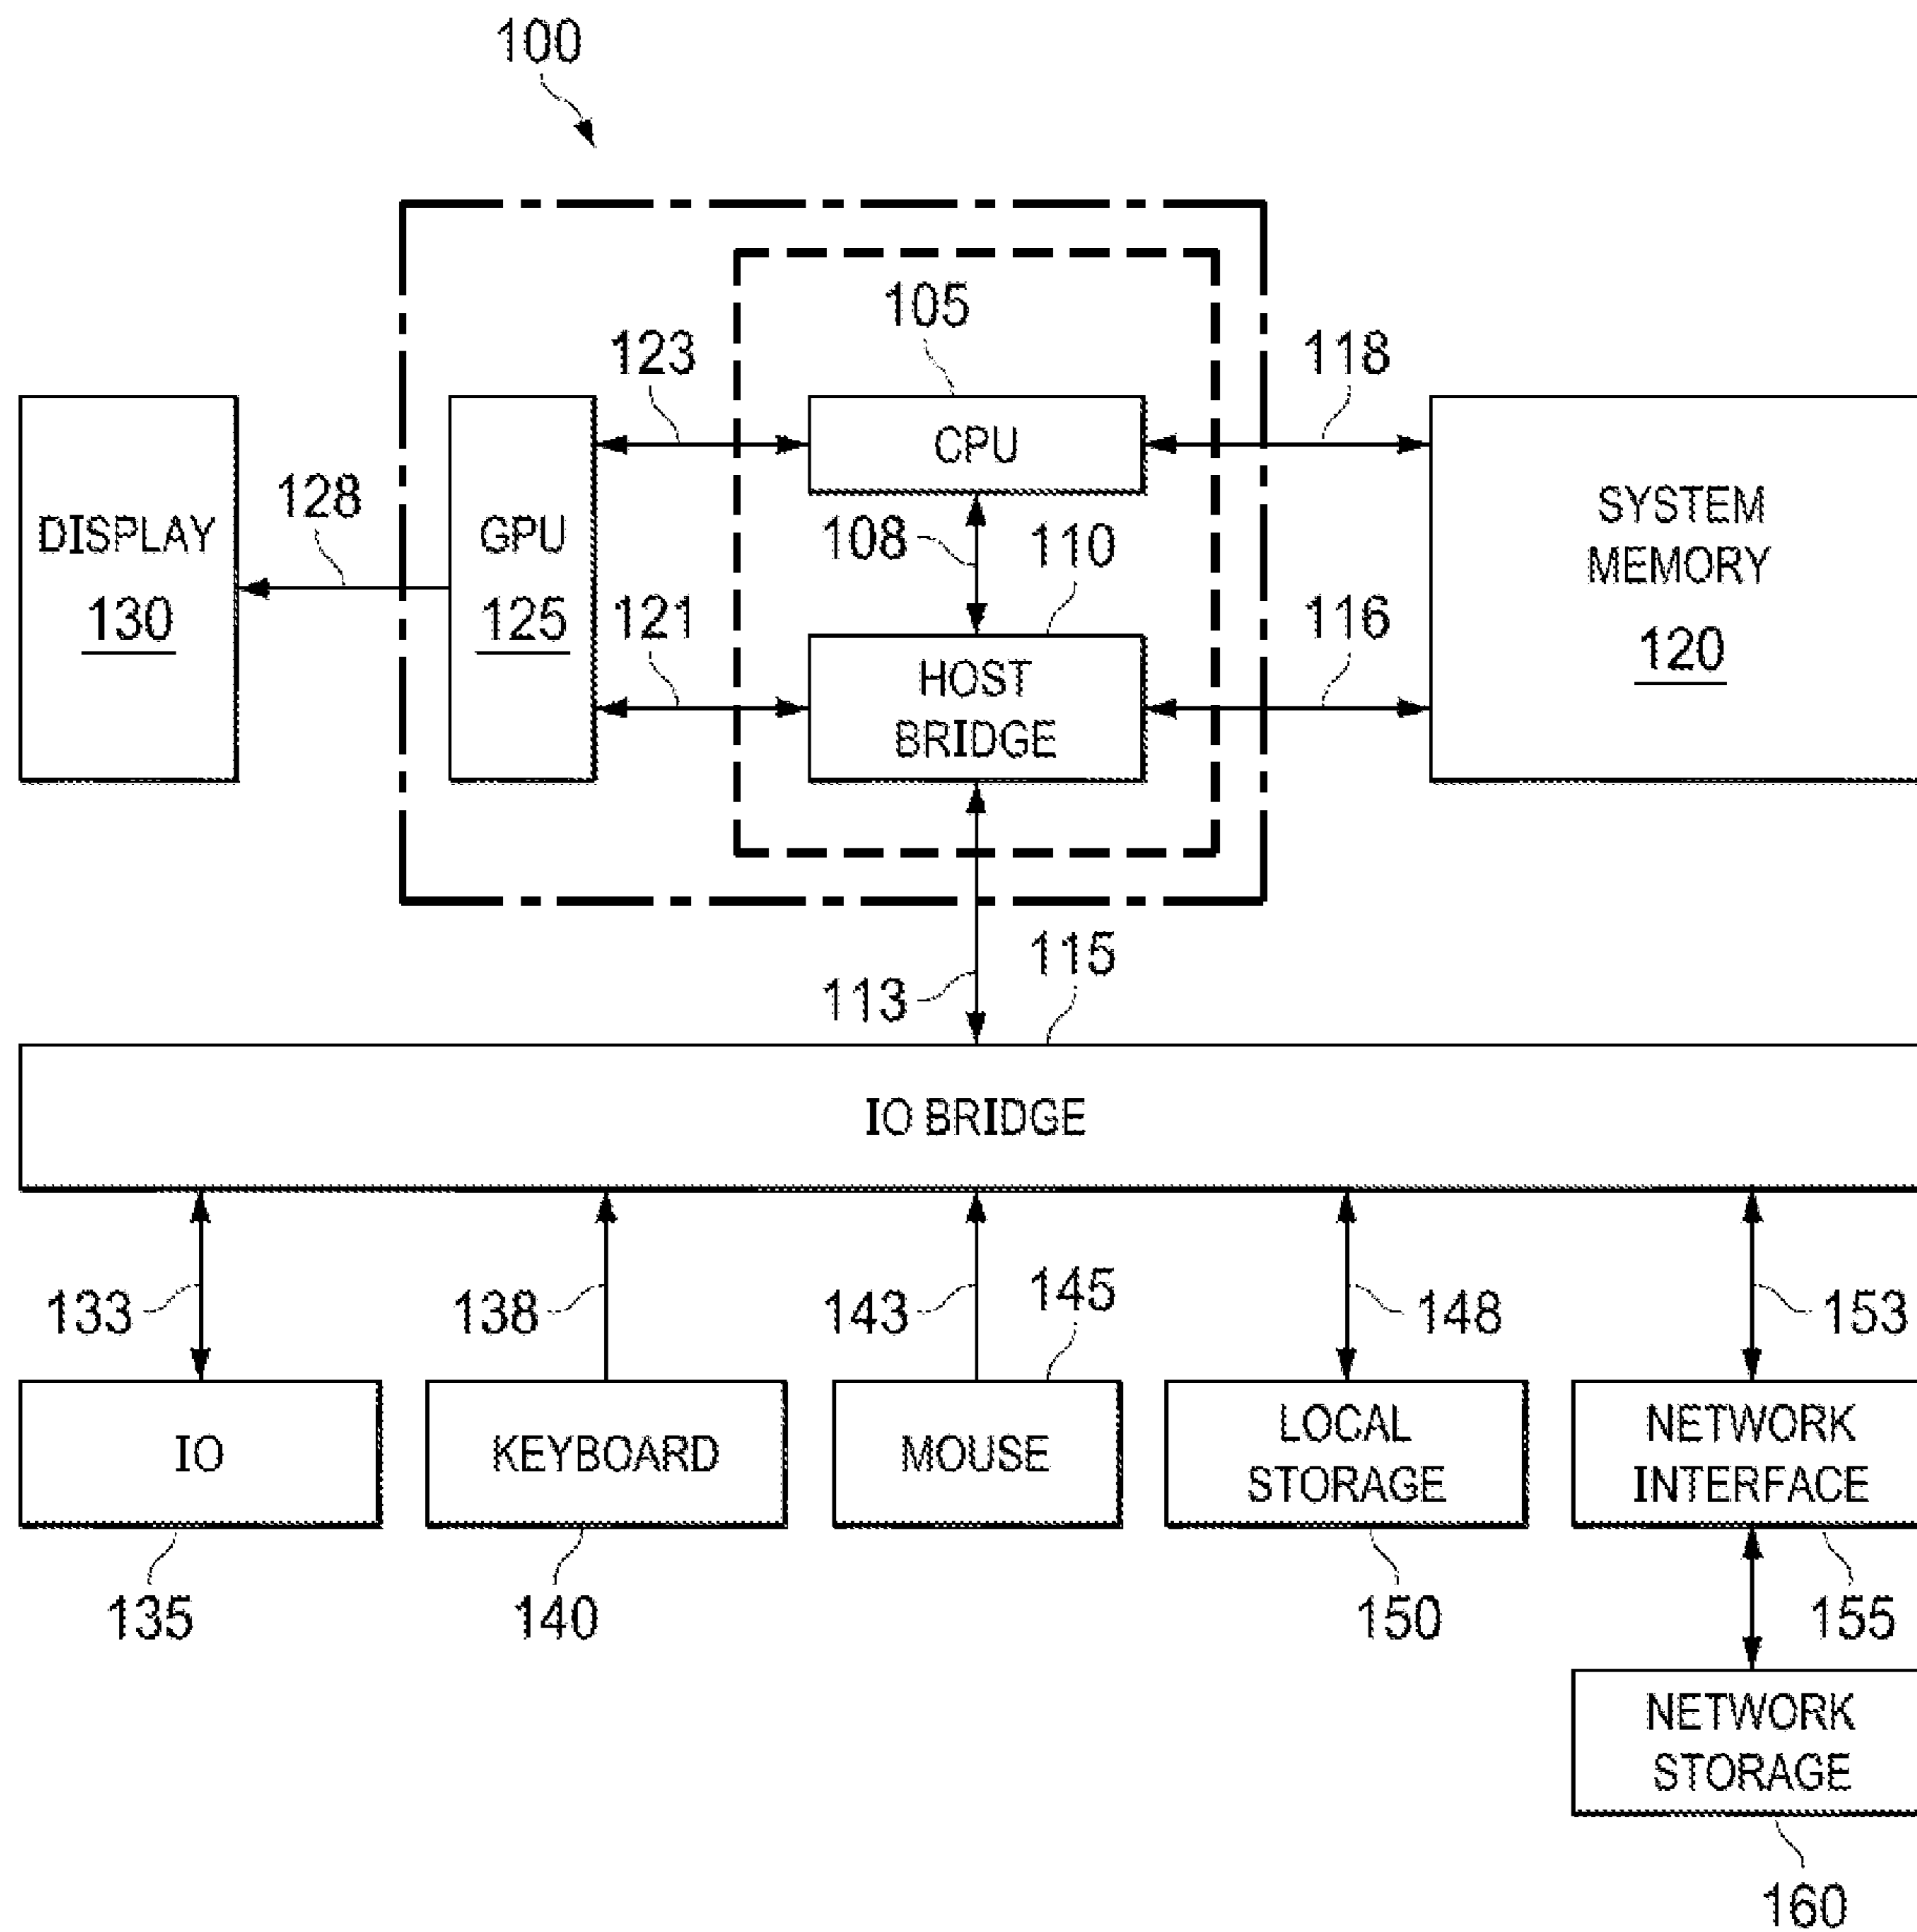 100
105
123
118
CPU
DISPLAY
130
128
GPU
125
108
110
SYSTEM
MEMORY
120
121
116
HOST
BRIDGE
113
115
IO BRIDGE
133
138
143
145
148
153
IO
KEYBOARD
MOUSE
LOCAL
STORAGE
NETWORK
INTERFACE
135
140
150
155
NETWORK
STORAGE
160